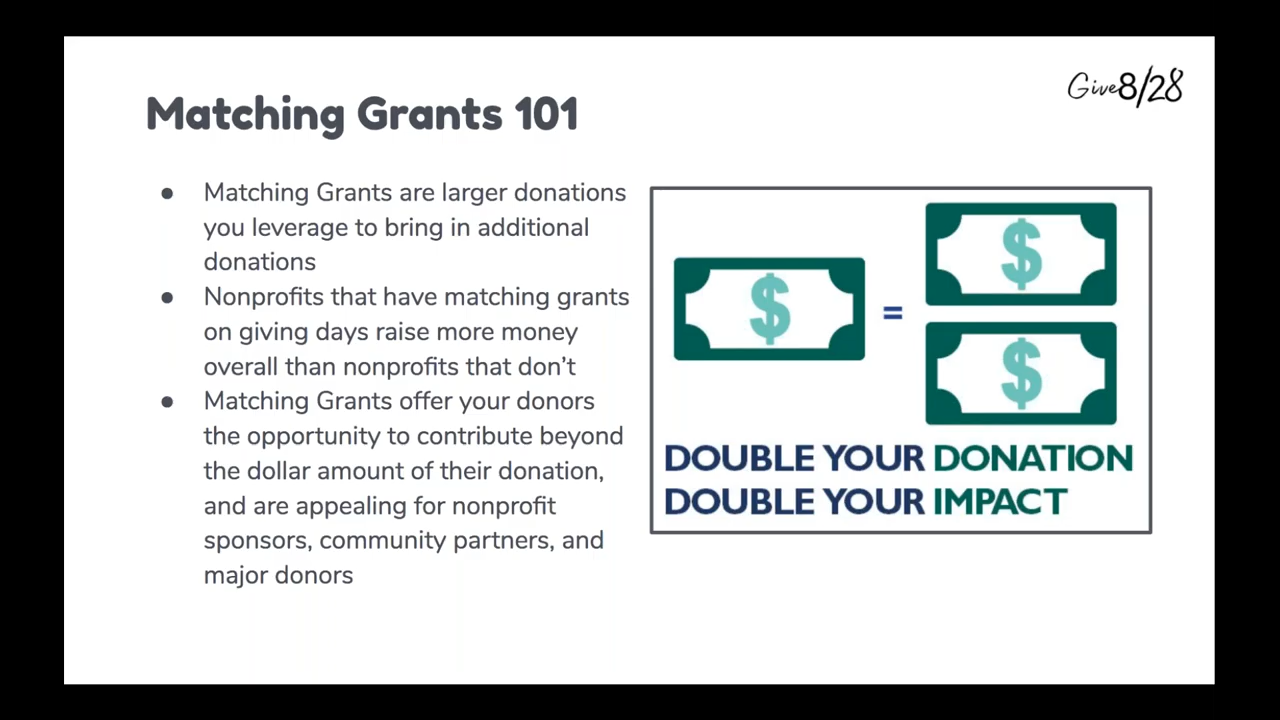 Give8/28
Matching Grants 101
● Matching Grants are larger donations
you leverage to bring in additional
donations
● Nonprofits that have matching grants
on giving days raise more money
overall than nonprofits that don’t
● Matching Grants offer your donors
the opportunity to contribute beyond
the dollar amount of their donation,
and are appealing for nonprofit
sponsors, community partners, and
major donors
$ = $
$
DOUBLE YOUR DONATION
DOUBLE YOUR IMPACT